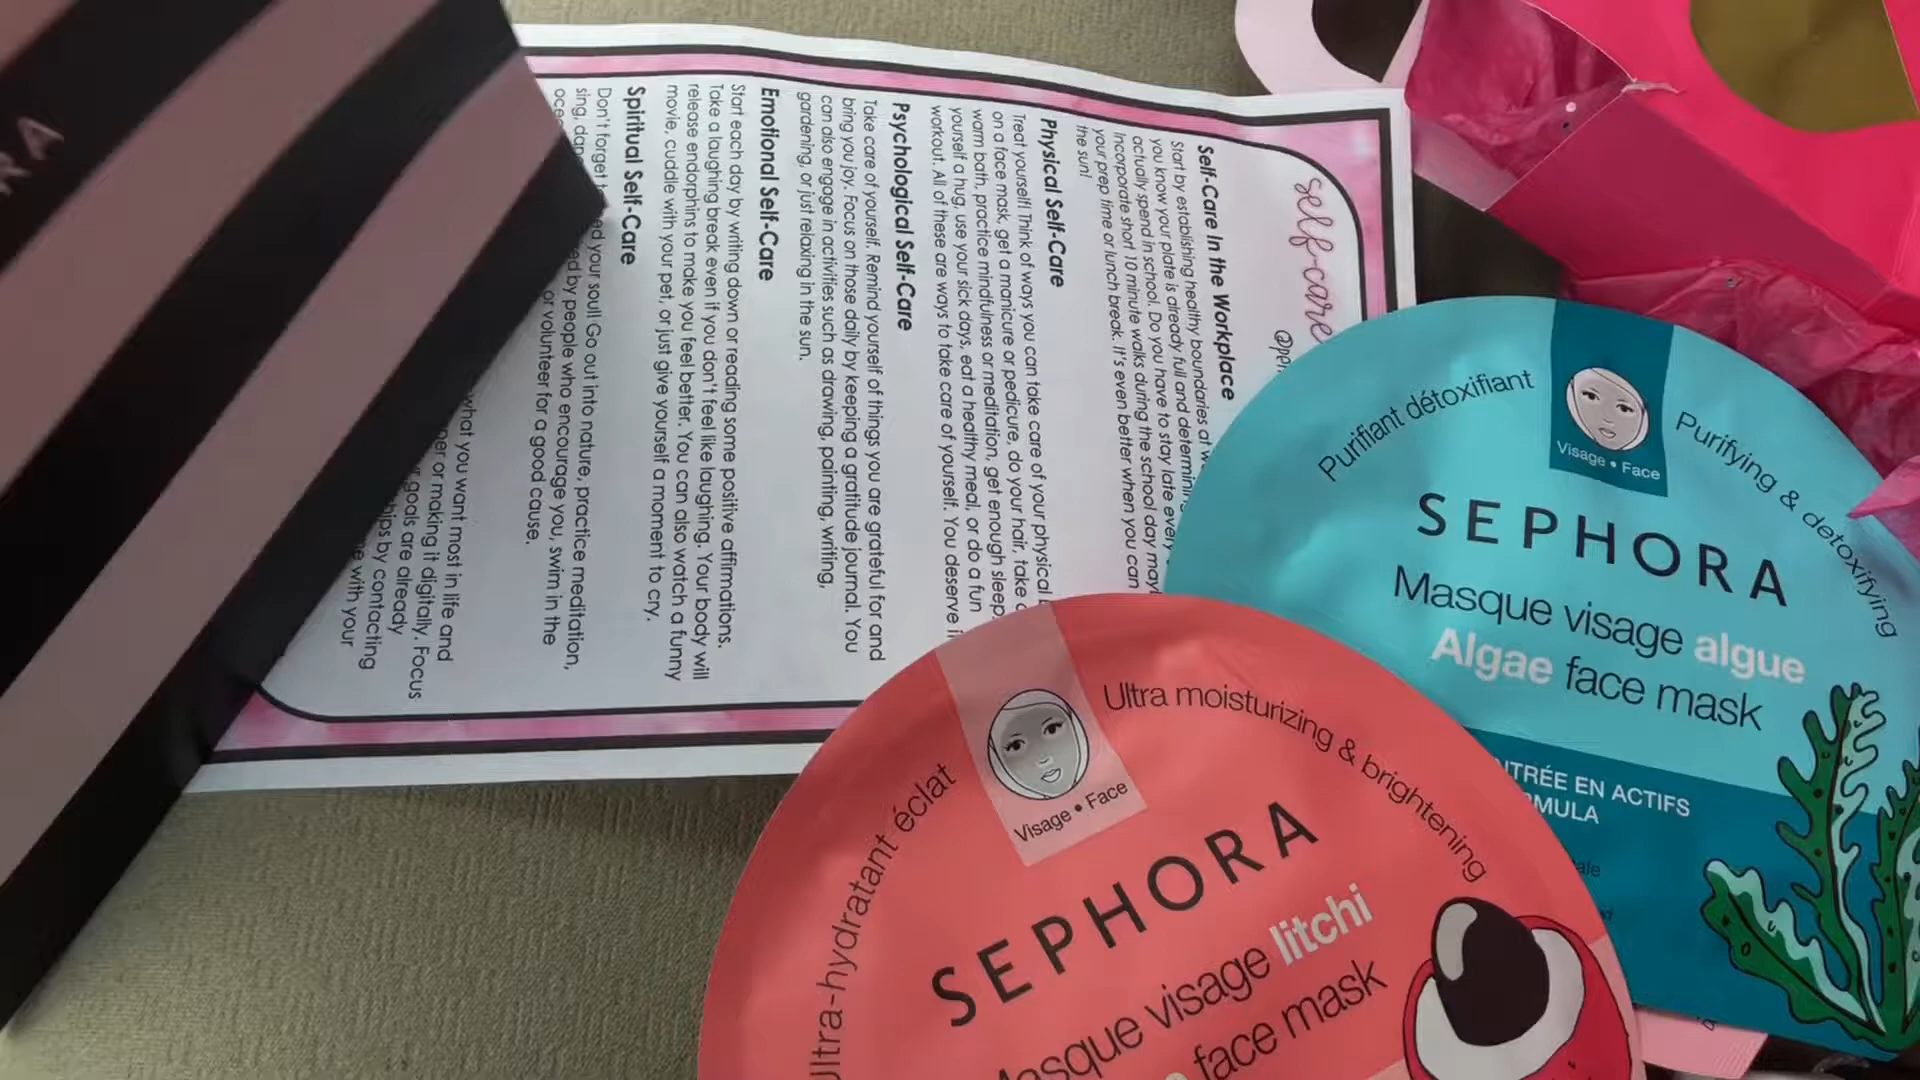 RA
self-care
Self-Care In the Workplace
Start by establishing healthy boundaries at
you know your plate is already full and
actually spend in school. Do you have to stay late every
Incorporate short 10 minute walks during the school day may
your prep time or lunch break. It's even better when you can
the sun!
Physical Self-Care
Treat yourself! Think of ways you can take care of your physical
on a face mask, get a manicure or pedicure, do your hair, take
warm bath, practice mindfulness or meditation, get enough sleep,
yourself a hug, use your sick days, eat a healthy meal, or do a fun
workout. All of these are ways to take care of yourself. You deserve
Psychological Self-Care
Take care of yourself. Remind yourself of things you are grateful for and
bring you joy. Focus on those daily by keeping a gratitude journal. You
can also engage in activities such as drawing, painting, writing,
gardening, or just relaxing in the sun.
Emotional Self-Care
Start each day by writing down or reading some positive affirmations.
Take a laughing break even if you don't feel like laughing. Your body will
release endorphins to make you feel better. You can also watch a funny
movie, cuddle with your pet, or just give yourself a moment to cry.
Spiritual Self-Care
Don't forget your soul! Go out into nature, practice meditation,
sing, by people who encourage you, swim in the
or volunteer for a good cause.
what you want most in life and
or making it digitally. Focus
goals are already
by contacting
with your
Purifiant détoxifiant
Visage • Face
Purifying & detoxifying
SEPHORA
Masque visage algue
Algae face mask
EN ACTIFS
Ultra-hydratant éclat
Visage • Face
Ultra moisturizing & brightening
SEPHORA
Masque visage litchi
face mask